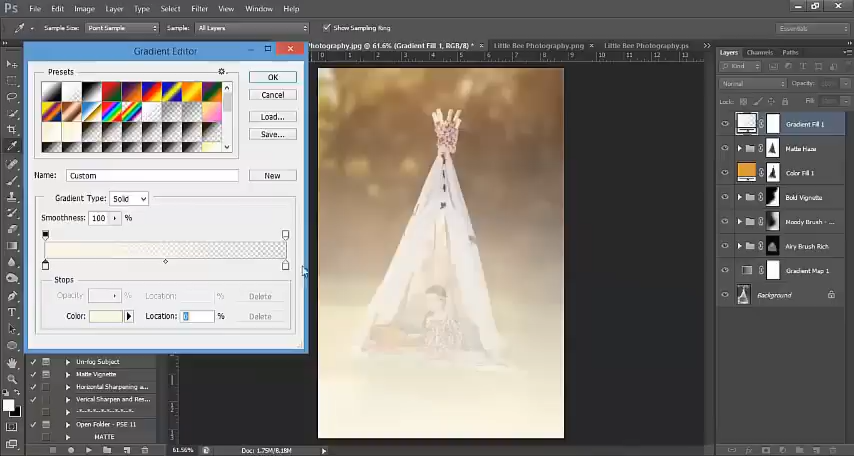 Ps File Edit Image Layer Type Select Filter View Window Help
Sample Size: Point Sample Sample: All Layers Show Sampling Ring Essentials
Photography.jpg @ 61.6% (Gradient Fill 1, RGB/8) * × Little Bee Photography.png × Little Bee Photography.ps
Gradient Editor
Presets
OK
Cancel
Load...
Save...
Name: Custom New
Gradient Type: Solid
Smoothness: 100 %
Stops
Opacity: % Location: % Delete
Color: Location: 0 % Delete
Layers Channels Paths
Kind
Normal Opacity:
Lock: Fill:
Gradient Fill 1
Matte Haze
Color Fill 1
Bold Vignette
Moody Brush - ...
Airy Brush Rich
Gradient Map 1
Background
Un-fog Subject
Matte Vignette
Horizontal Sharpening a...
Verical Sharpen and Res...
Open Folder - PSE 11
MATTE
61.56% Doc: 1.75M/8.18M